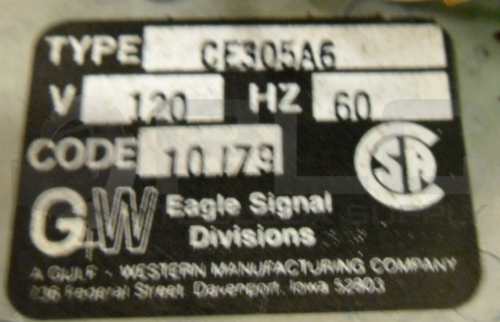 TYPE CF305A6
V 120 HZ 60
CODE 10/79
SA
G+W Eagle Signal
Divisions
A GULF + WESTERN MANUFACTURING COMPANY
736 Federal Street, Davenport, Iowa 52803